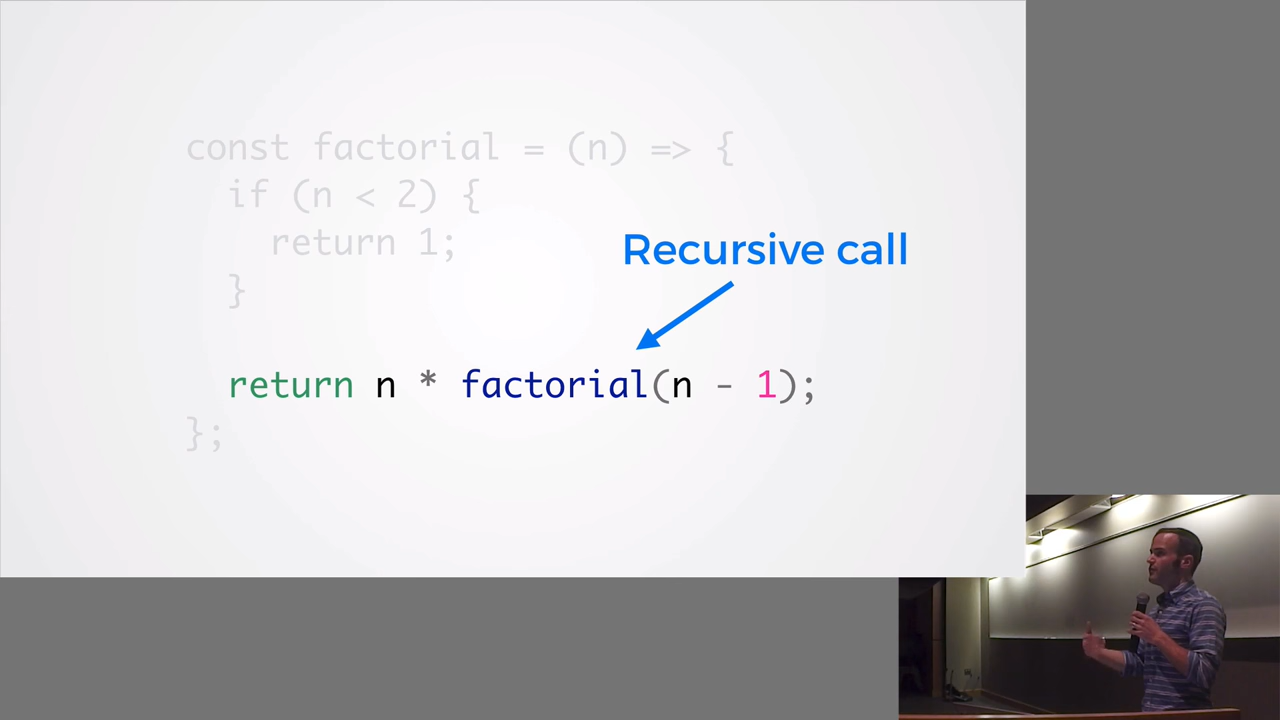 const factorial = (n) => {
if (n < 2) {
return 1;
}
Recursive call
return n * factorial(n - 1);
};